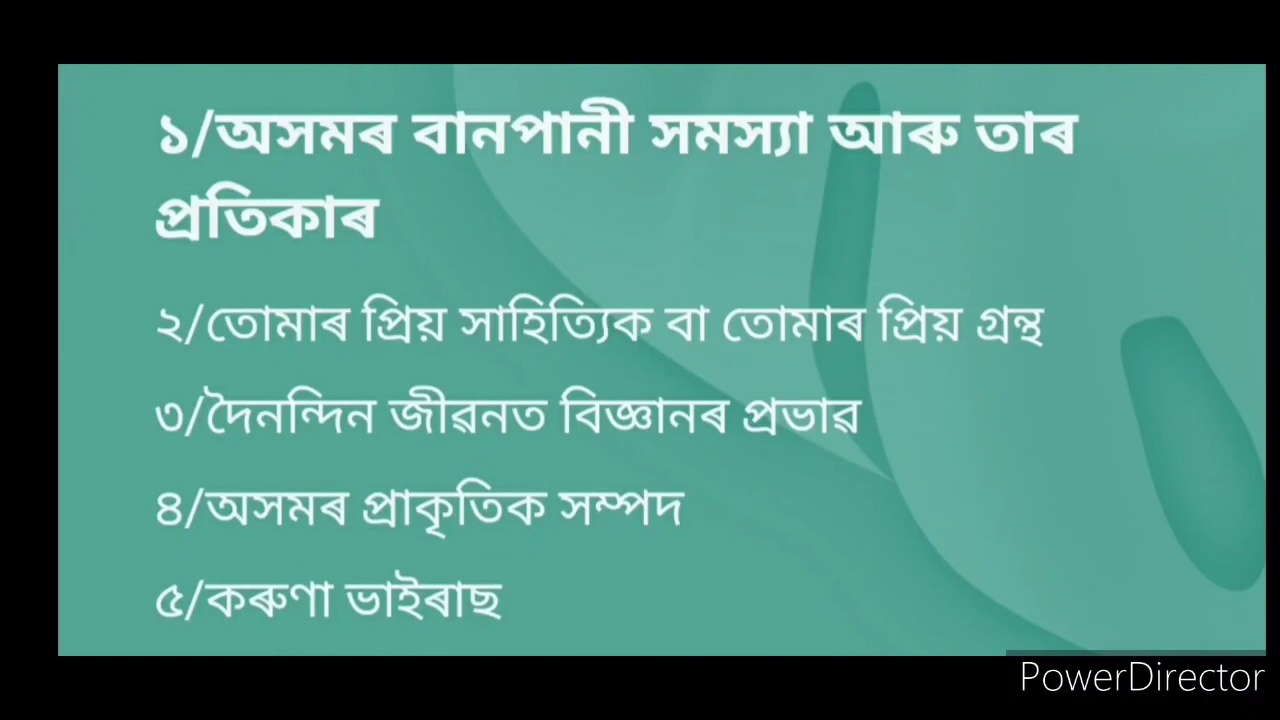 ১/অসমৰ বানপানী সমস্যা আৰু তাৰ
প্ৰতিকাৰ
২/তোমাৰ প্ৰিয় সাহিত্যিক বা তোমাৰ প্ৰিয় গ্ৰন্থ
৩/দৈনন্দিন জীৱনত বিজ্ঞানৰ প্ৰভাৱ
৪/অসমৰ প্ৰাকৃতিক সম্পদ
৫/কৰুণা ভাইৰাছ
PowerDirector